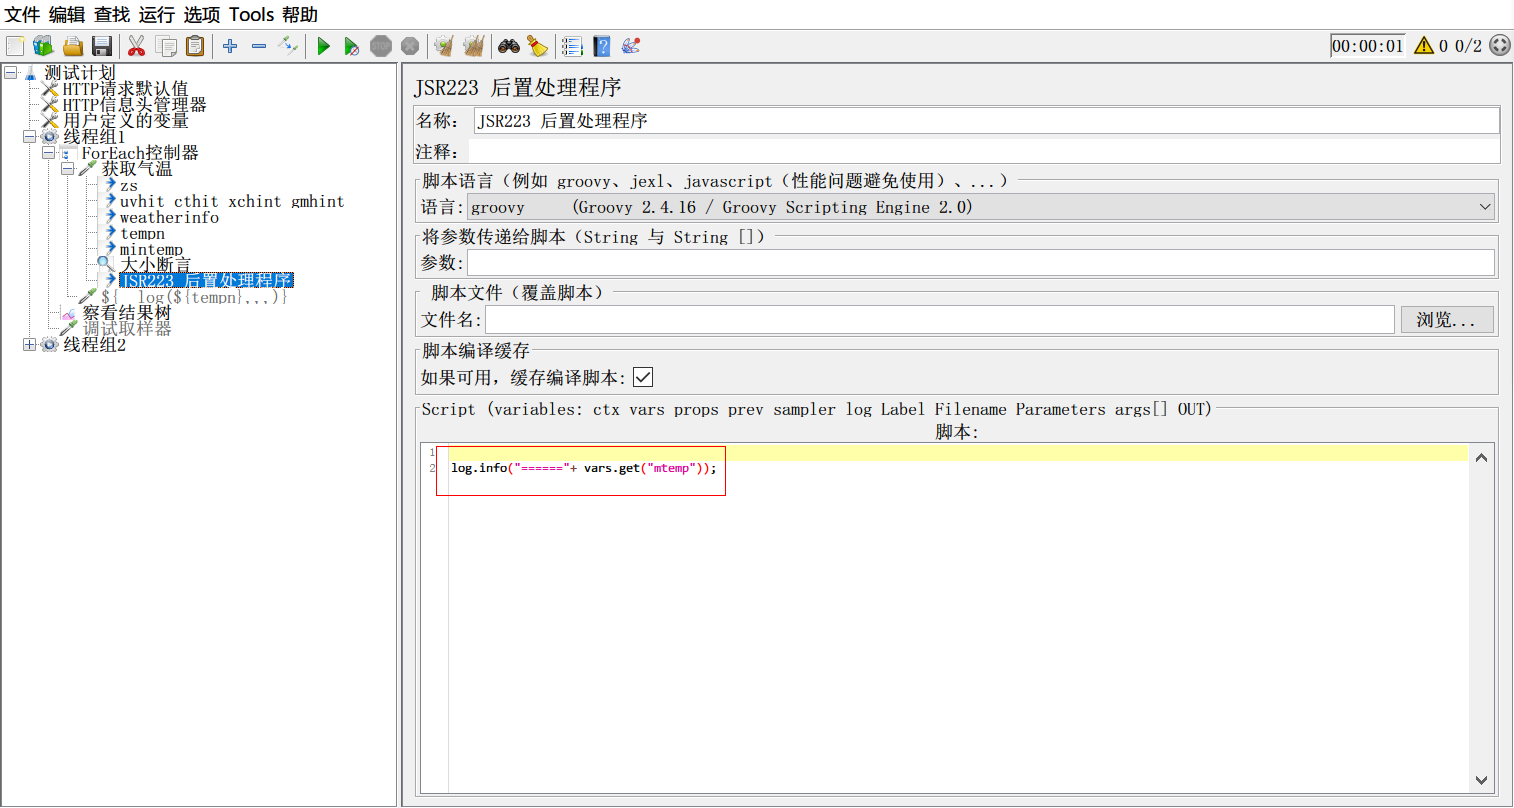 文件 编辑 查找 运行 选项 Tools 帮助
STOP
00:00:01 0 0/2
测试计划
HTTP请求默认值
HTTP信息头管理器
用户定义的变量
线程组1
ForEach控制器
获取气温
zs
uvhit cthit xchint gmhint
weatherinfo
tempn
mintemp
大小断言
JSR223 后置处理程序
${__log(${tempn},,,)}
察看结果树
调试取样器
线程组2
JSR223 后置处理程序
名称: JSR223 后置处理程序
注释:
脚本语言（例如 groovy、jexl、javascript（性能问题避免使用）、...）
语言: groovy (Groovy 2.4.16 / Groovy Scripting Engine 2.0)
将参数传递给脚本（String 与 String []）
参数:
脚本文件（覆盖脚本）
文件名: 浏览...
脚本编译缓存
如果可用，缓存编译脚本:
Script (variables: ctx vars props prev sampler log Label Filename Parameters args[] OUT)
脚本:
1
2 log.info("======"+ vars.get("mtemp"));